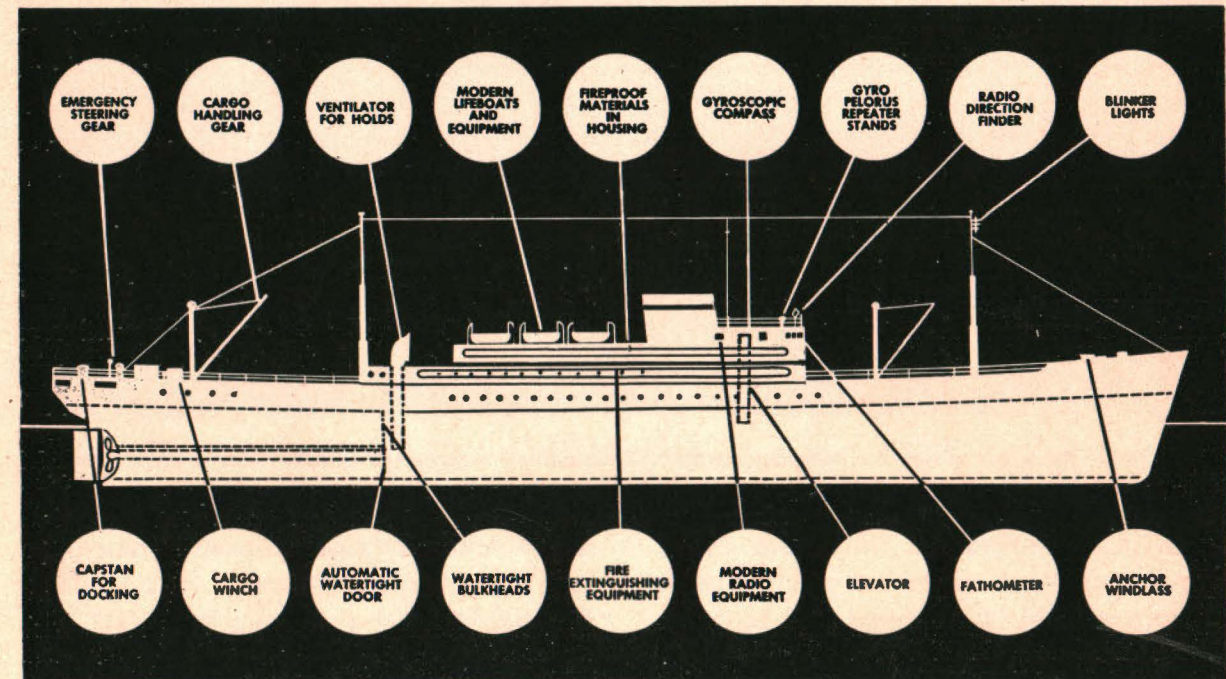 EMERGENCY
STEERING
GEAR
CARGO
HANDLING
GEAR
VENTILATOR
FOR HOLDS
MODERN
LIFEBOATS
AND
EQUIPMENT
FIREPROOF
MATERIALS
IN
HOUSING
GYROSCOPIC
COMPASS
GYRO
PELORUS
REPEATER
STANDS
RADIO
DIRECTION
FINDER
BLINKER
LIGHTS
CAPSTAN
FOR
DOCKING
CARGO
WINCH
AUTOMATIC
WATERTIGHT
DOOR
WATERTIGHT
BULKHEADS
FIRE
EXTINGUISHING
EQUIPMENT
MODERN
RADIO
EQUIPMENT
ELEVATOR
FATHOMETER
ANCHOR
WINDLASS